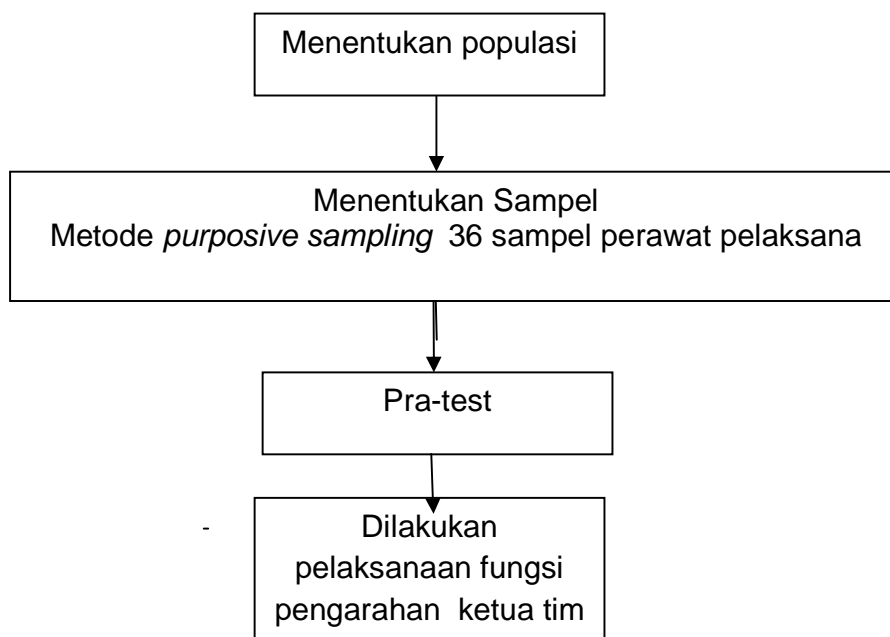 Menentukan populasi
Menentukan Sampel
Metode purposive sampling 36 sampel perawat pelaksana
Pra-test
-
Dilakukan
pelaksanaan fungsi
pengarahan ketua tim